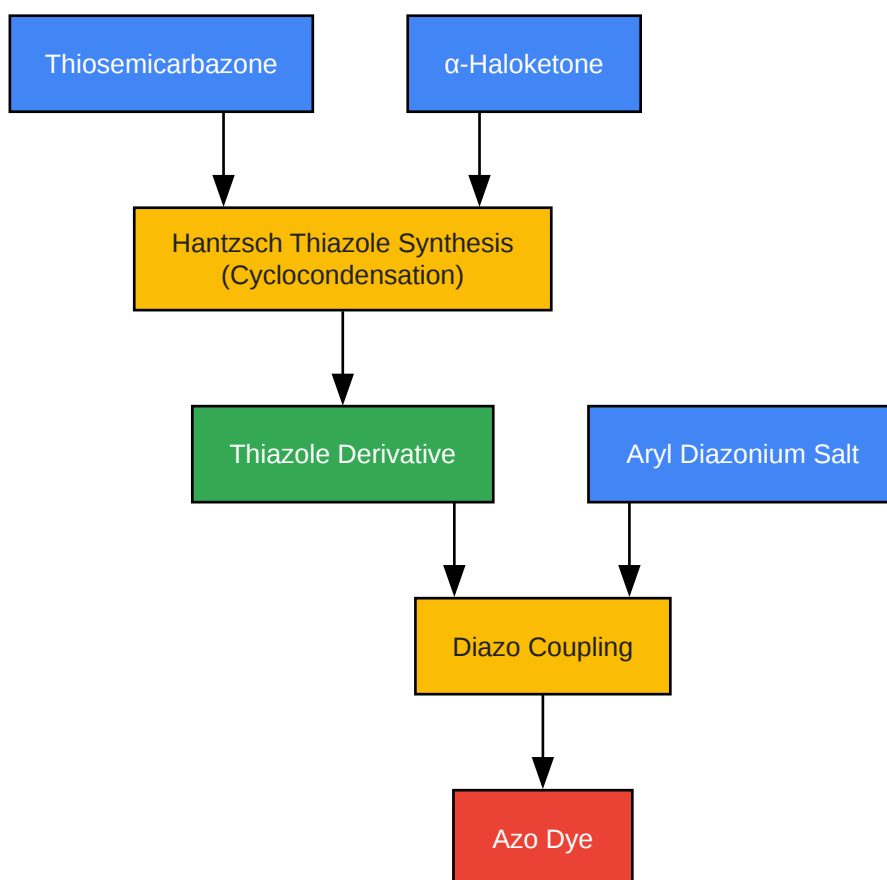 Thiosemicarbazone
α-Haloketone
Hantzsch Thiazole Synthesis
(Cyclocondensation)
Thiazole Derivative
Aryl Diazonium Salt
Diazo Coupling
Azo Dye